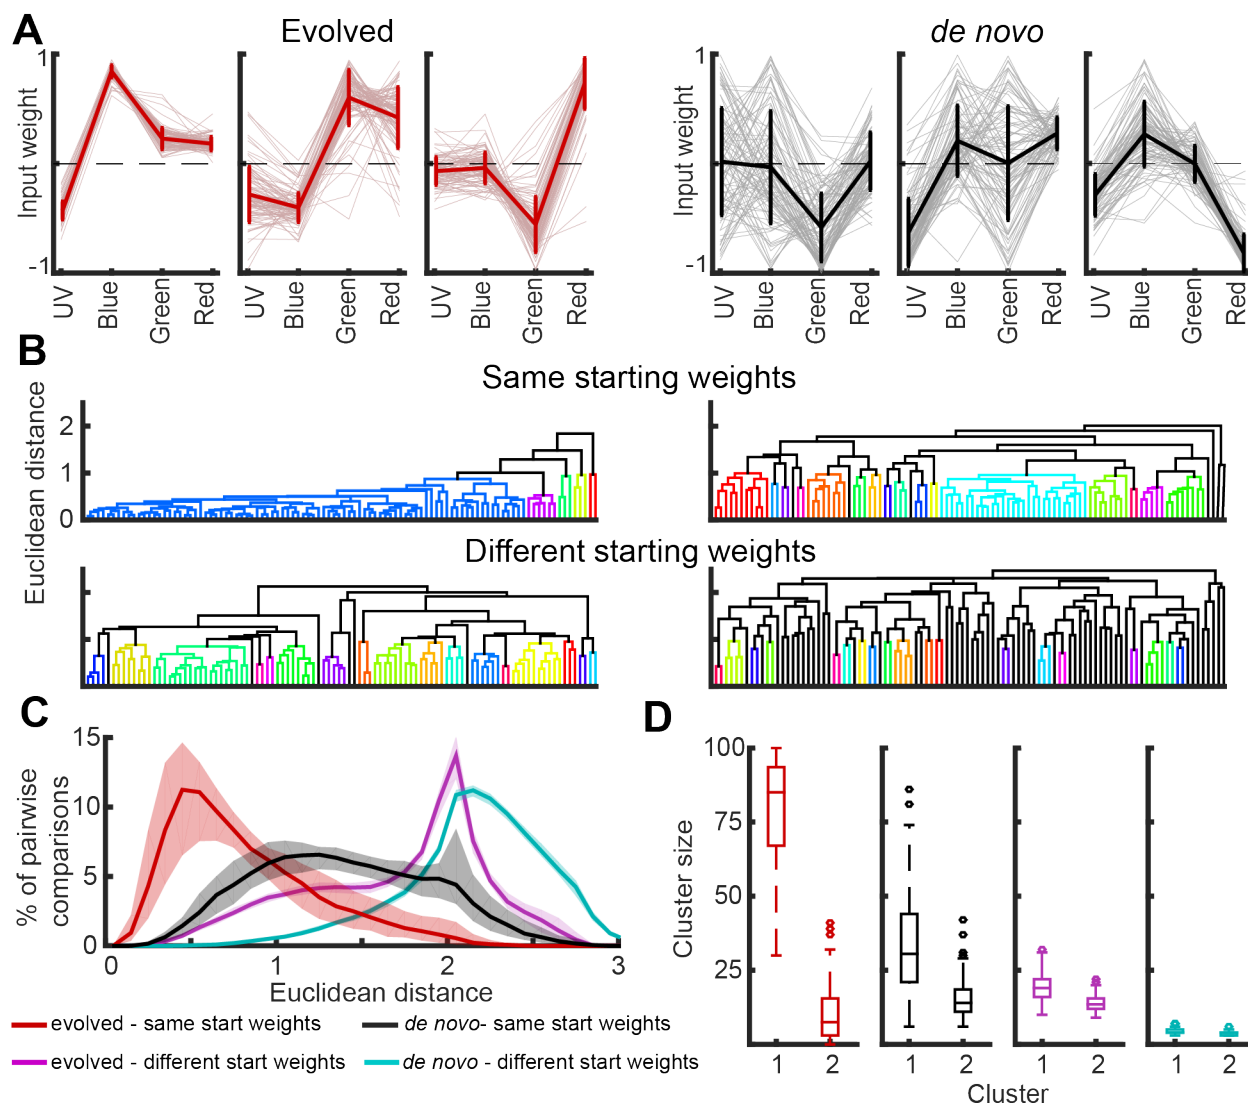 A
Evolved
de novo
1
-1
Input weight
UV
Blue
Green
Red
UV
Blue
Green
Red
UV
Blue
Green
Red
1
-1
Input weight
UV
Blue
Green
Red
UV
Blue
Green
Red
UV
Blue
Green
Red
B
Same starting weights
Euclidean distance
2
1
0
Different starting weights
C
% of pairwise
comparisons
15
10
5
0
0
1
2
3
Euclidean distance
evolved - same start weights
de novo- same start weights
evolved - different start weights
de novo - different start weights
D
Cluster size
100
75
50
25
1
2
1
2
1
2
1
2
Cluster